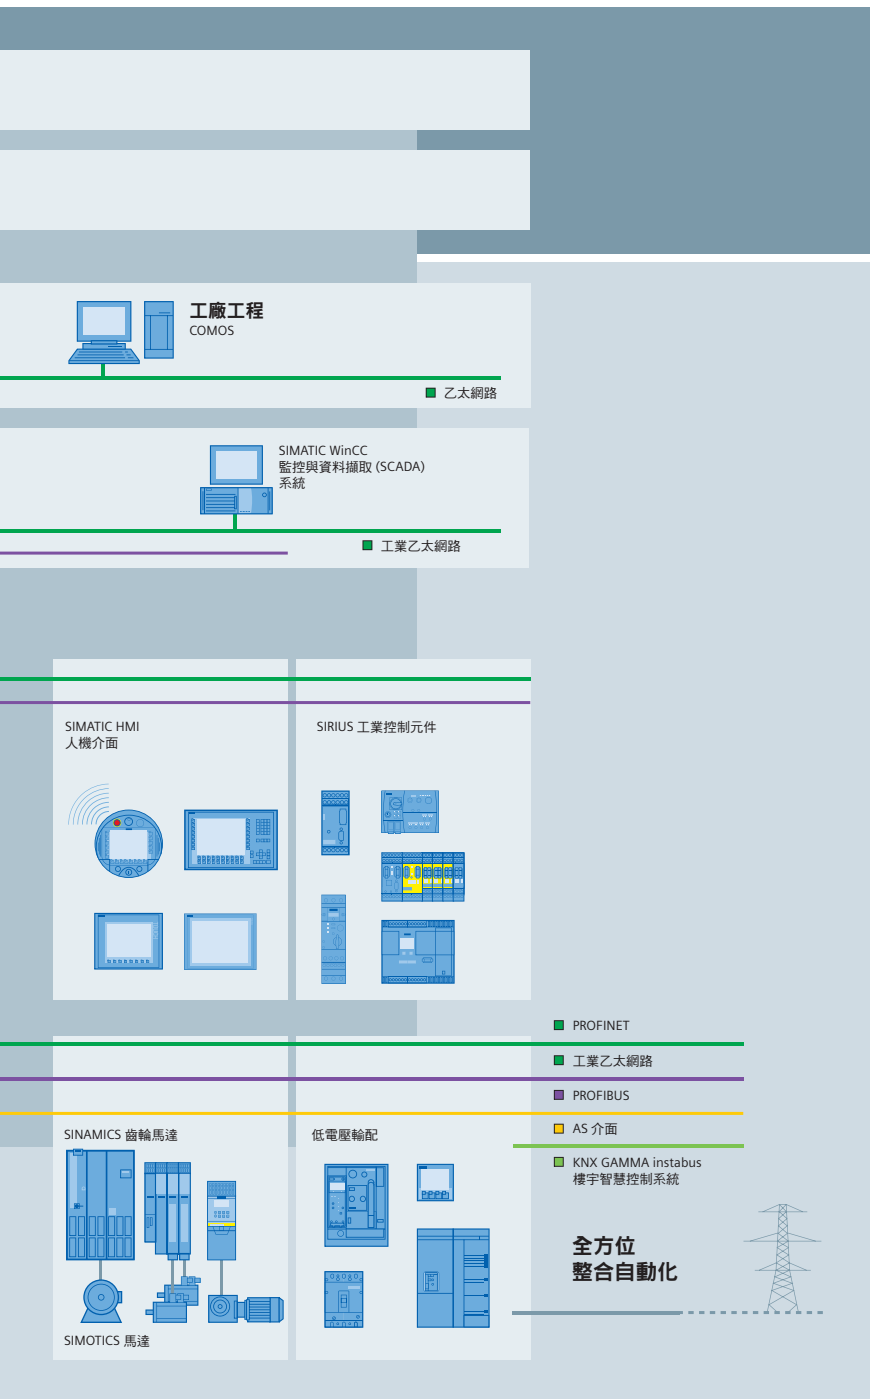 工廠工程
COMOS
乙太網路
SIMATIC WinCC
監控與資料擷取 (SCADA)
系統
工業乙太網路
SIMATIC HMI
人機介面
SIRIUS 工業控制元件
PROFINET
工業乙太網路
PROFIBUS
AS 介面
KNX GAMMA instabus
樓宇智慧控制系統
SINAMICS 齒輪馬達
低電壓輸配
SIMOTICS 馬達
全方位
整合自動化